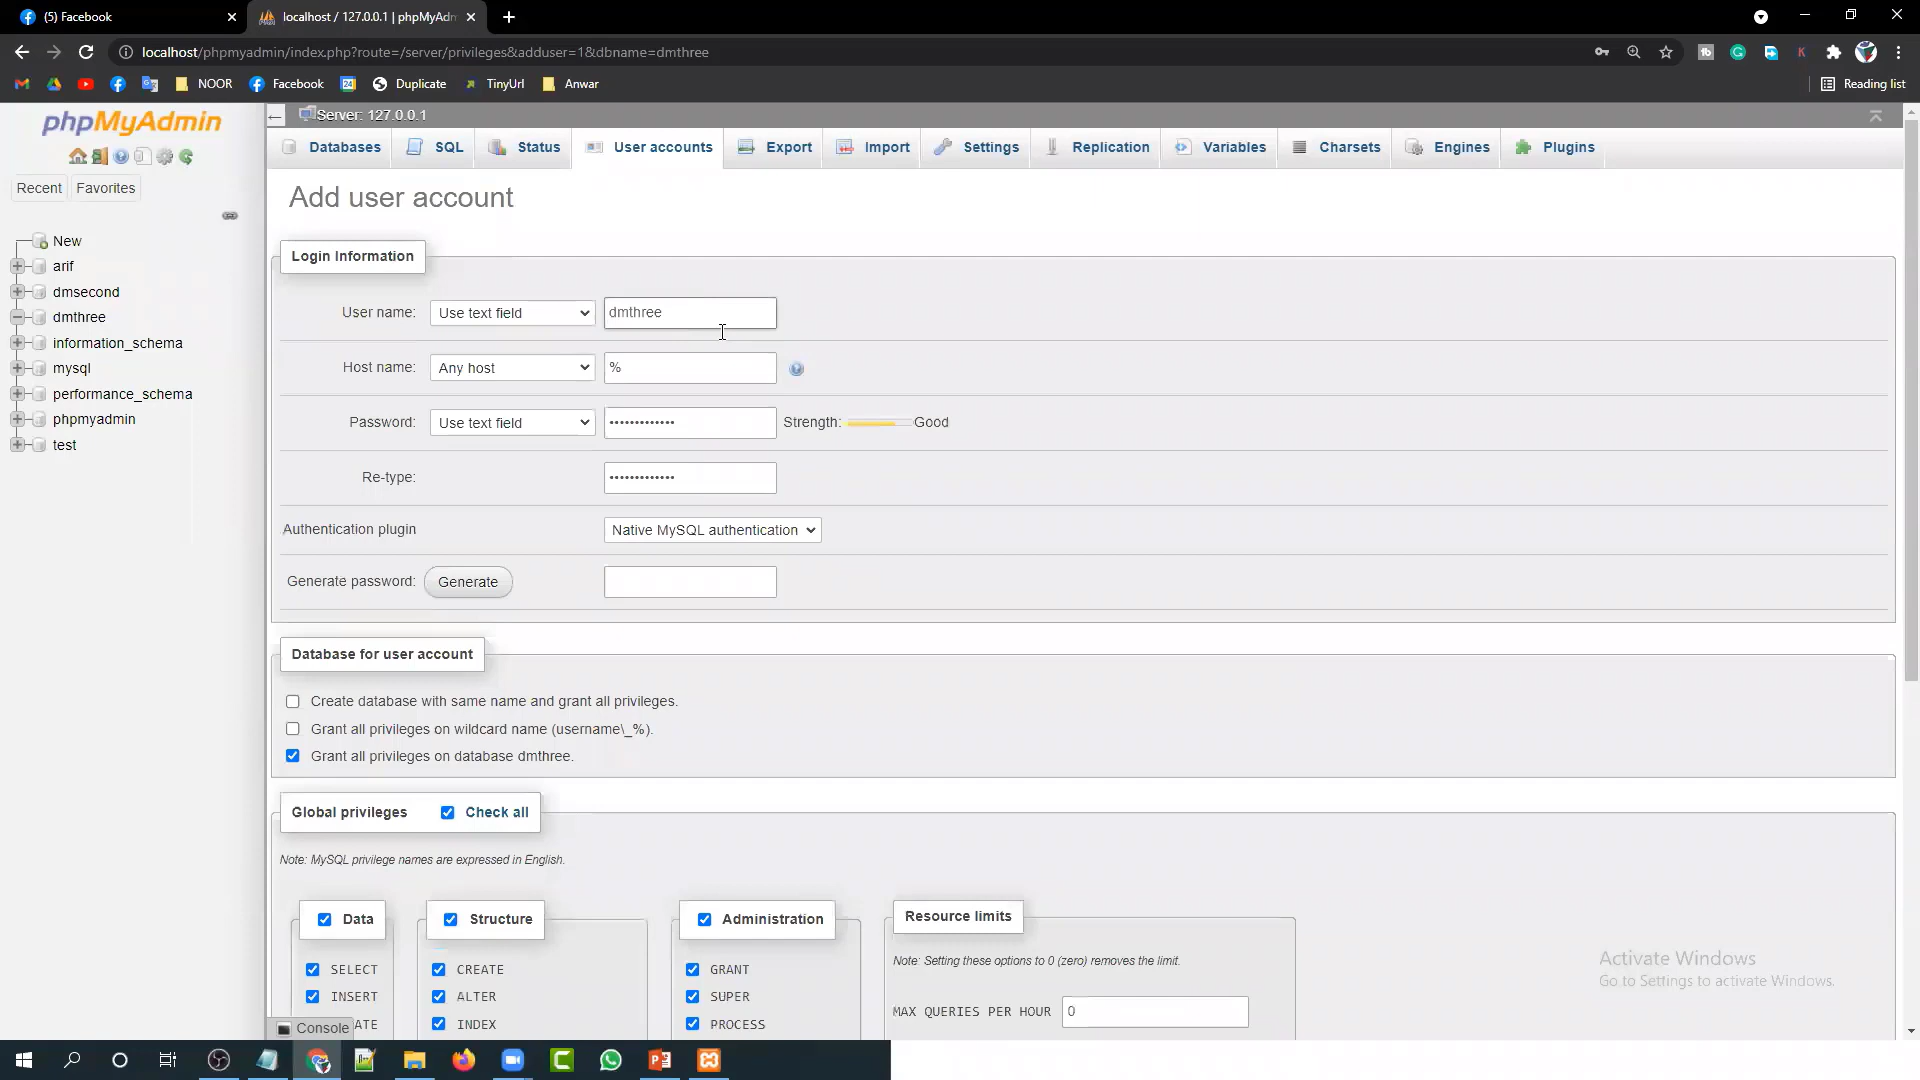 (5) Facebook
localhost / 127.0.0.1 | phpMyAdm
localhost/phpmyadmin/index.php?route=/server/privileges&adduser=1&dbname=dmthree
NOOR Facebook Duplicate TinyUrl Anwar Reading list
phpMyAdmin
Recent Favorites
New
arif
dmsecond
dmthree
information_schema
mysql
performance_schema
phpmyadmin
test
Server: 127.0.0.1
Databases SQL Status User accounts Export Import Settings Replication Variables Charsets Engines Plugins
Add user account
Login Information
User name: Use text field dmthree
Host name: Any host %
Password: Use text field ············· Strength: Good
Re-type: ·············
Authentication plugin Native MySQL authentication
Generate password: Generate
Database for user account
Create database with same name and grant all privileges.
Grant all privileges on wildcard name (username\_%).
Grant all privileges on database dmthree.
Global privileges Check all
Note: MySQL privilege names are expressed in English.
Data Structure Administration Resource limits
SELECT CREATE GRANT Note: Setting these options to 0 (zero) removes the limit.
INSERT ALTER SUPER MAX QUERIES PER HOUR 0
ATE INDEX PROCESS
Console
Activate Windows
Go to Settings to activate Windows.